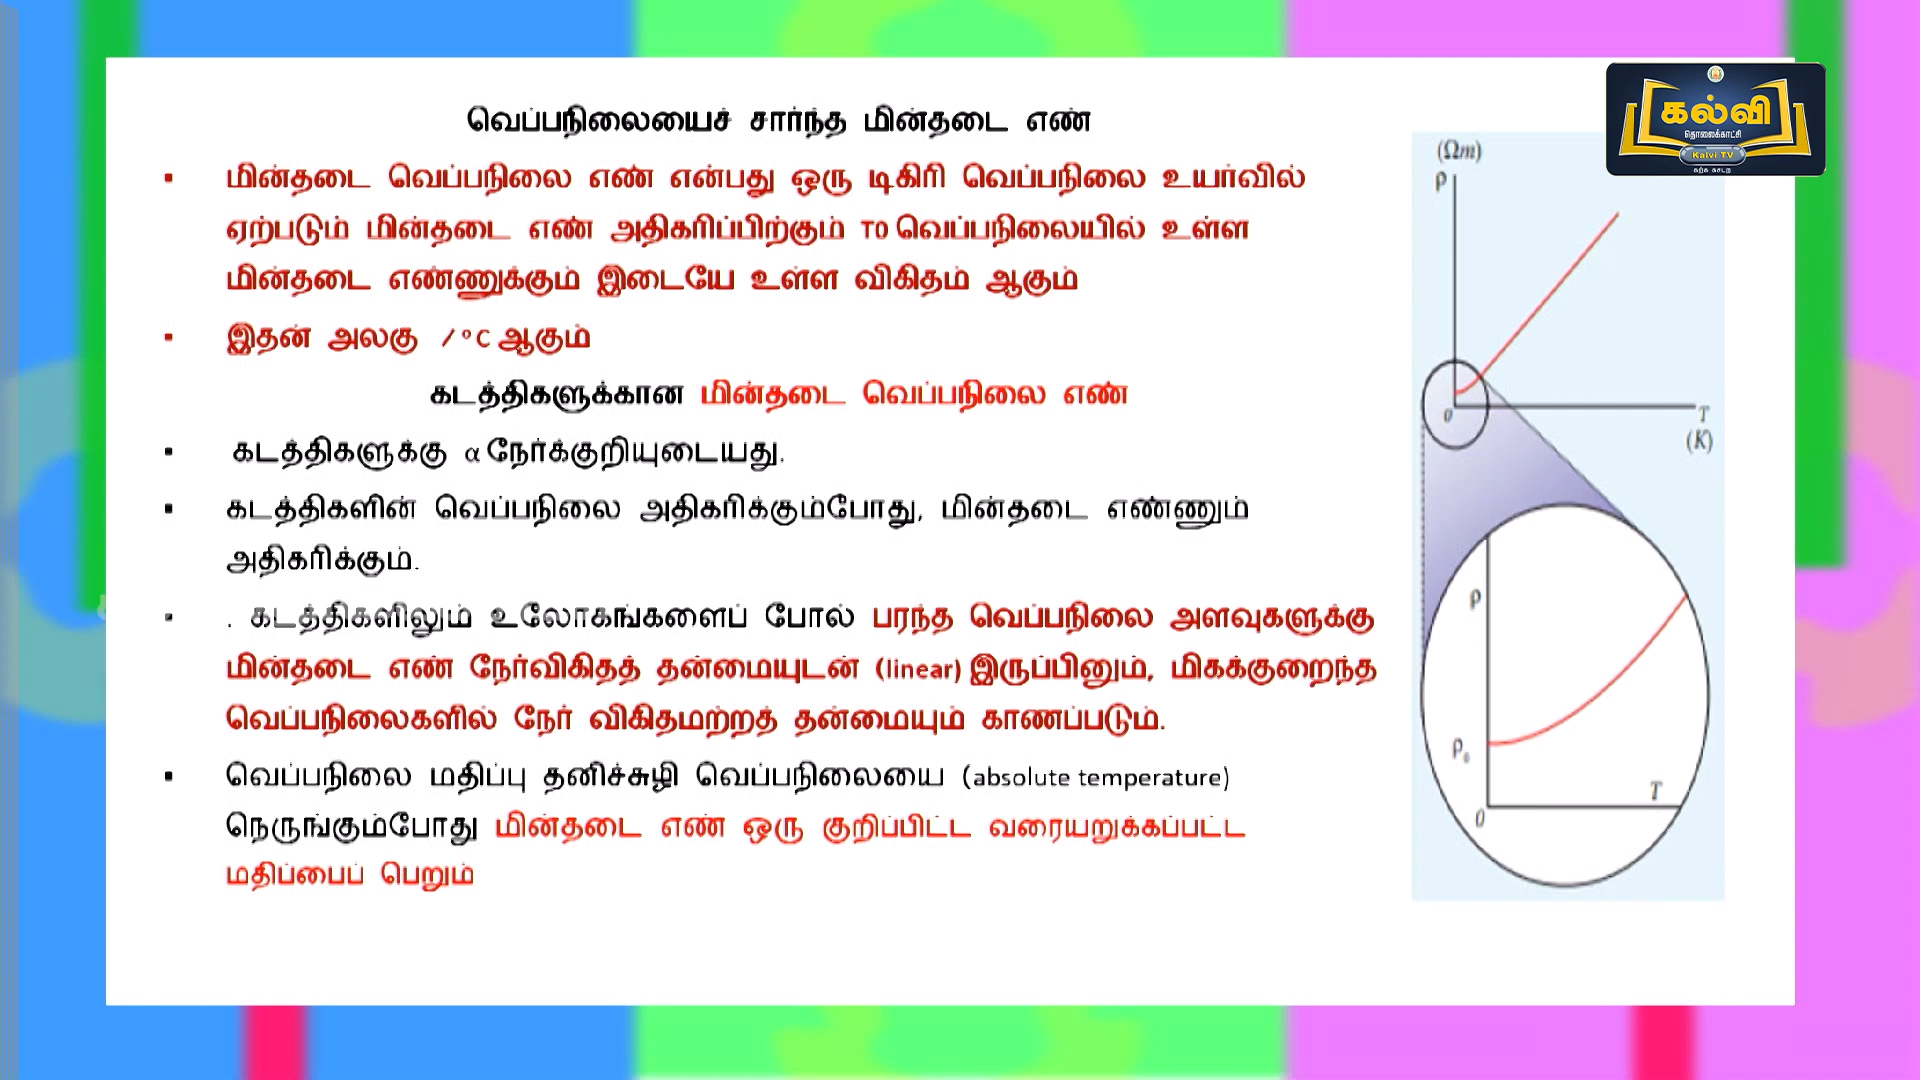 வெப்பநிலையைச் சார்ந்த மின்தடை எண்
▪ மின்தடை வெப்பநிலை எண் என்பது ஒரு டிகிரி வெப்பநிலை உயர்வில்
ஏற்படும் மின்தடை எண் அதிகரிப்பிற்கும் T0 வெப்பநிலையில் உள்ள
மின்தடை எண்ணுக்கும் இடையே உள்ள விகிதம் ஆகும்
▪ இதன் அலகு / °C ஆகும்
கடத்திகளுக்கான மின்தடை வெப்பநிலை எண்
▪ கடத்திகளுக்கு α நேர்க்குறியுடையது.
▪ கடத்திகளின் வெப்பநிலை அதிகரிக்கும்போது, மின்தடை எண்ணும்
அதிகரிக்கும்.
▪ . கடத்திகளிலும் உலோகங்களைப் போல் பரந்த வெப்பநிலை அளவுகளுக்கு
மின்தடை எண் நேர்விகிதத் தன்மையுடன் (linear) இருப்பினும், மிகக்குறைந்த
வெப்பநிலைகளில் நேர் விகிதமற்றத் தன்மையும் காணப்படும்.
▪ வெப்பநிலை மதிப்பு தனிச்சுழி வெப்பநிலையை (absolute temperature)
நெருங்கும்போது மின்தடை எண் ஒரு குறிப்பிட்ட வரையறுக்கப்பட்ட
மதிப்பைப் பெறும்
கல்வி
தொலைக்காட்சி
Kalvi TV
கற்க கசடற
(Ωm)
ρ
0
T
(K)
ρ
ρ₀
T
0